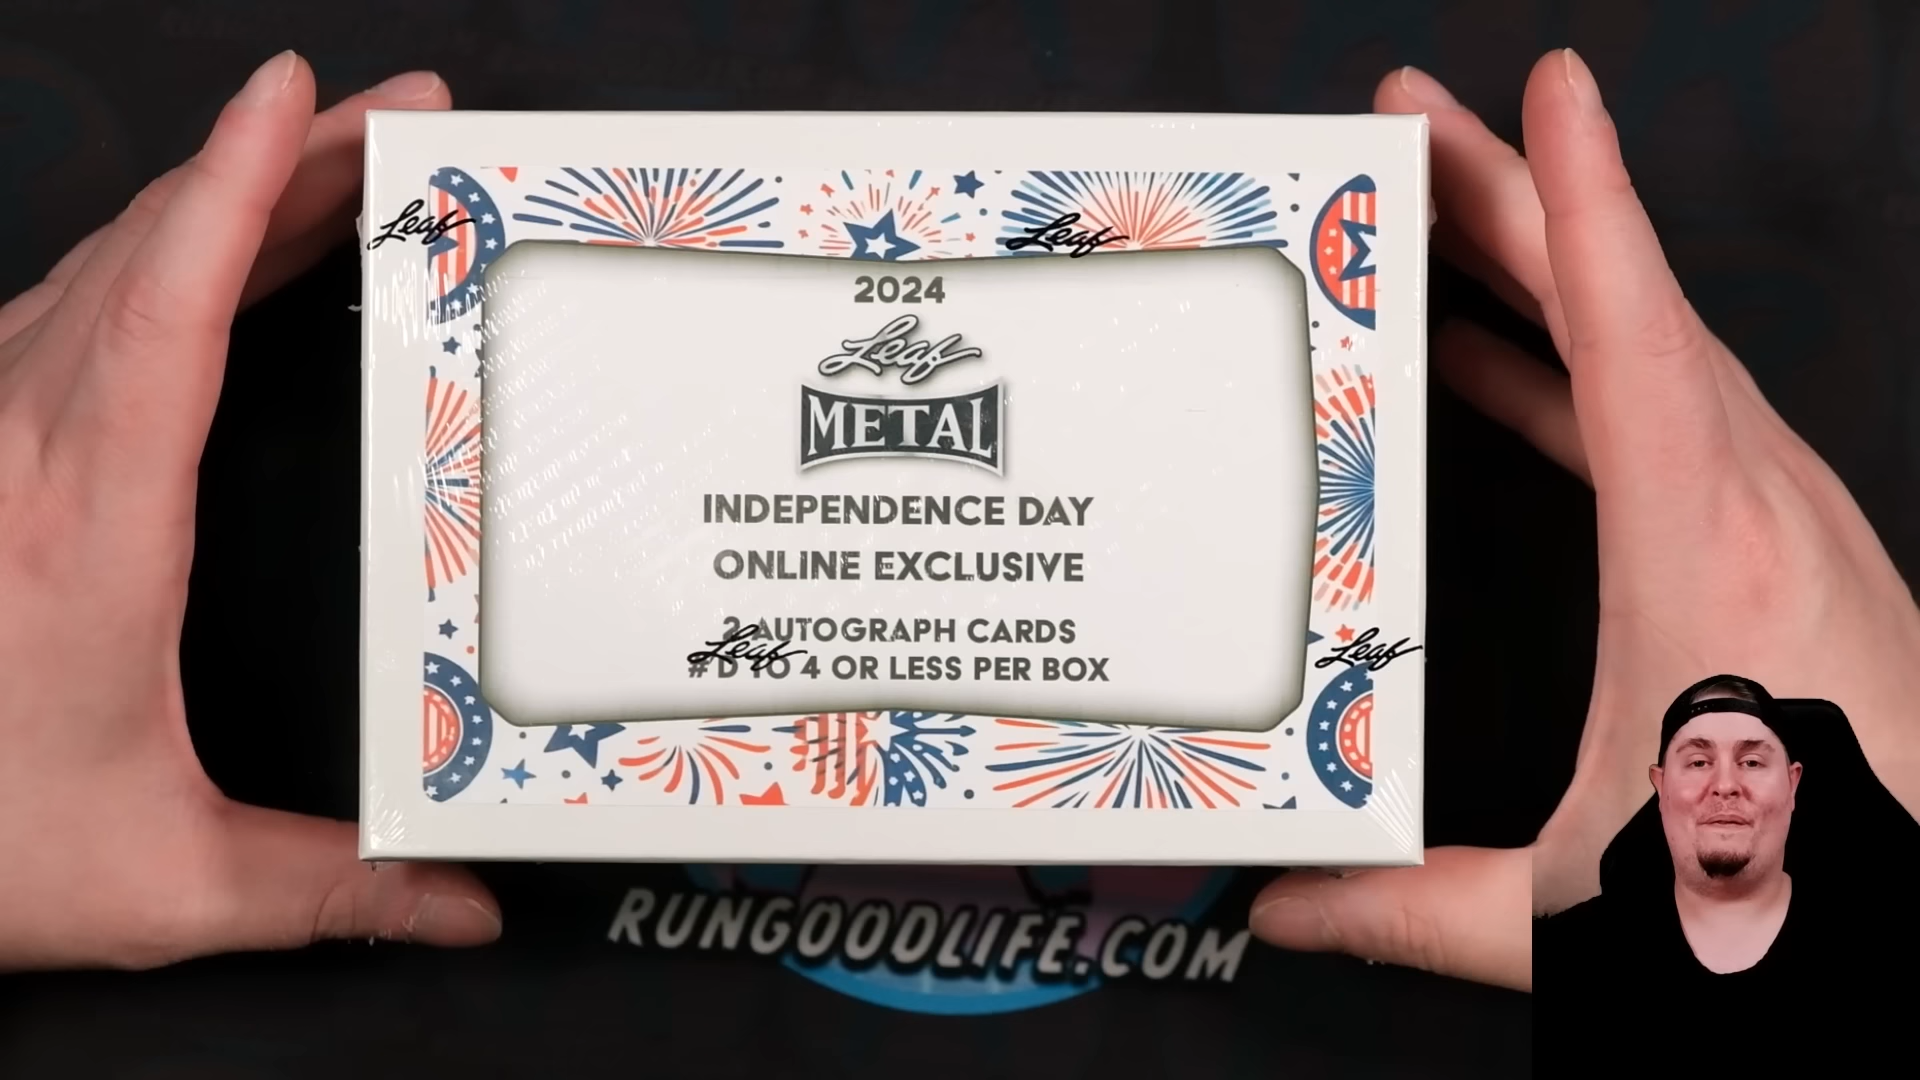 Leaf
Leaf
2024
Leaf
METAL
INDEPENDENCE DAY
ONLINE EXCLUSIVE
2 AUTOGRAPH CARDS
Leaf
#'D TO 4 OR LESS PER BOX
Leaf
RUNGOODLIFE.COM